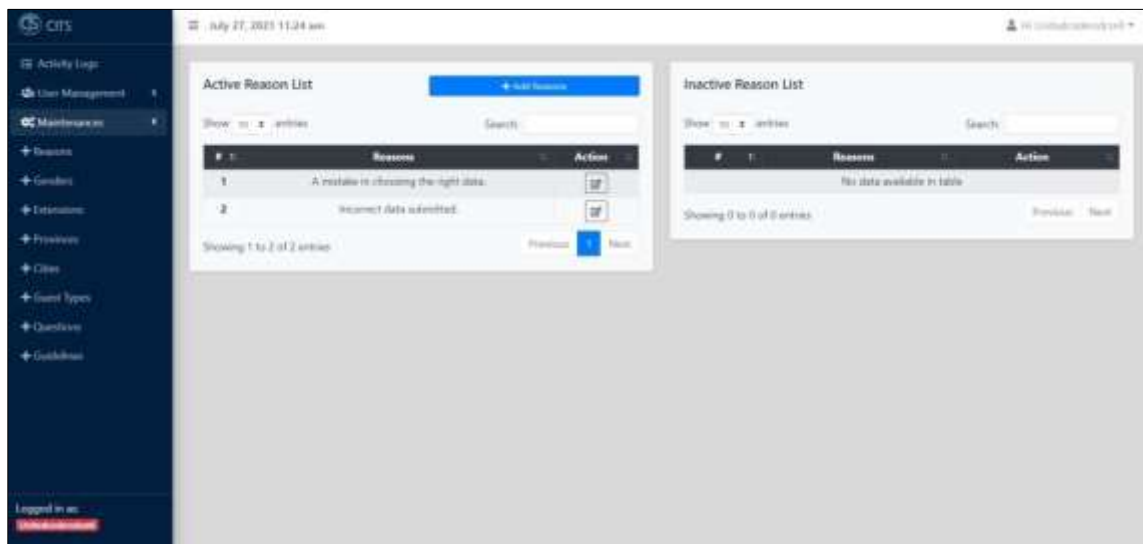 CITS
July 27, 2021 11:24 am
Activity Logs
User Management
Maintenances
Reasons
Genders
Extensions
Provinces
Cities
Guest Types
Questions
Guidelines
Logged in as:
Active Reason List
+ Add Reasons
Show 10 entries
Search:
# Reasons Action
1 A mistake in choosing the right data.
2 Incorrect data submitted.
Showing 1 to 2 of 2 entries
Previous 1 Next
Inactive Reason List
Show 10 entries
Search:
# Reasons Action
No data available in table
Showing 0 to 0 of 0 entries
Previous Next